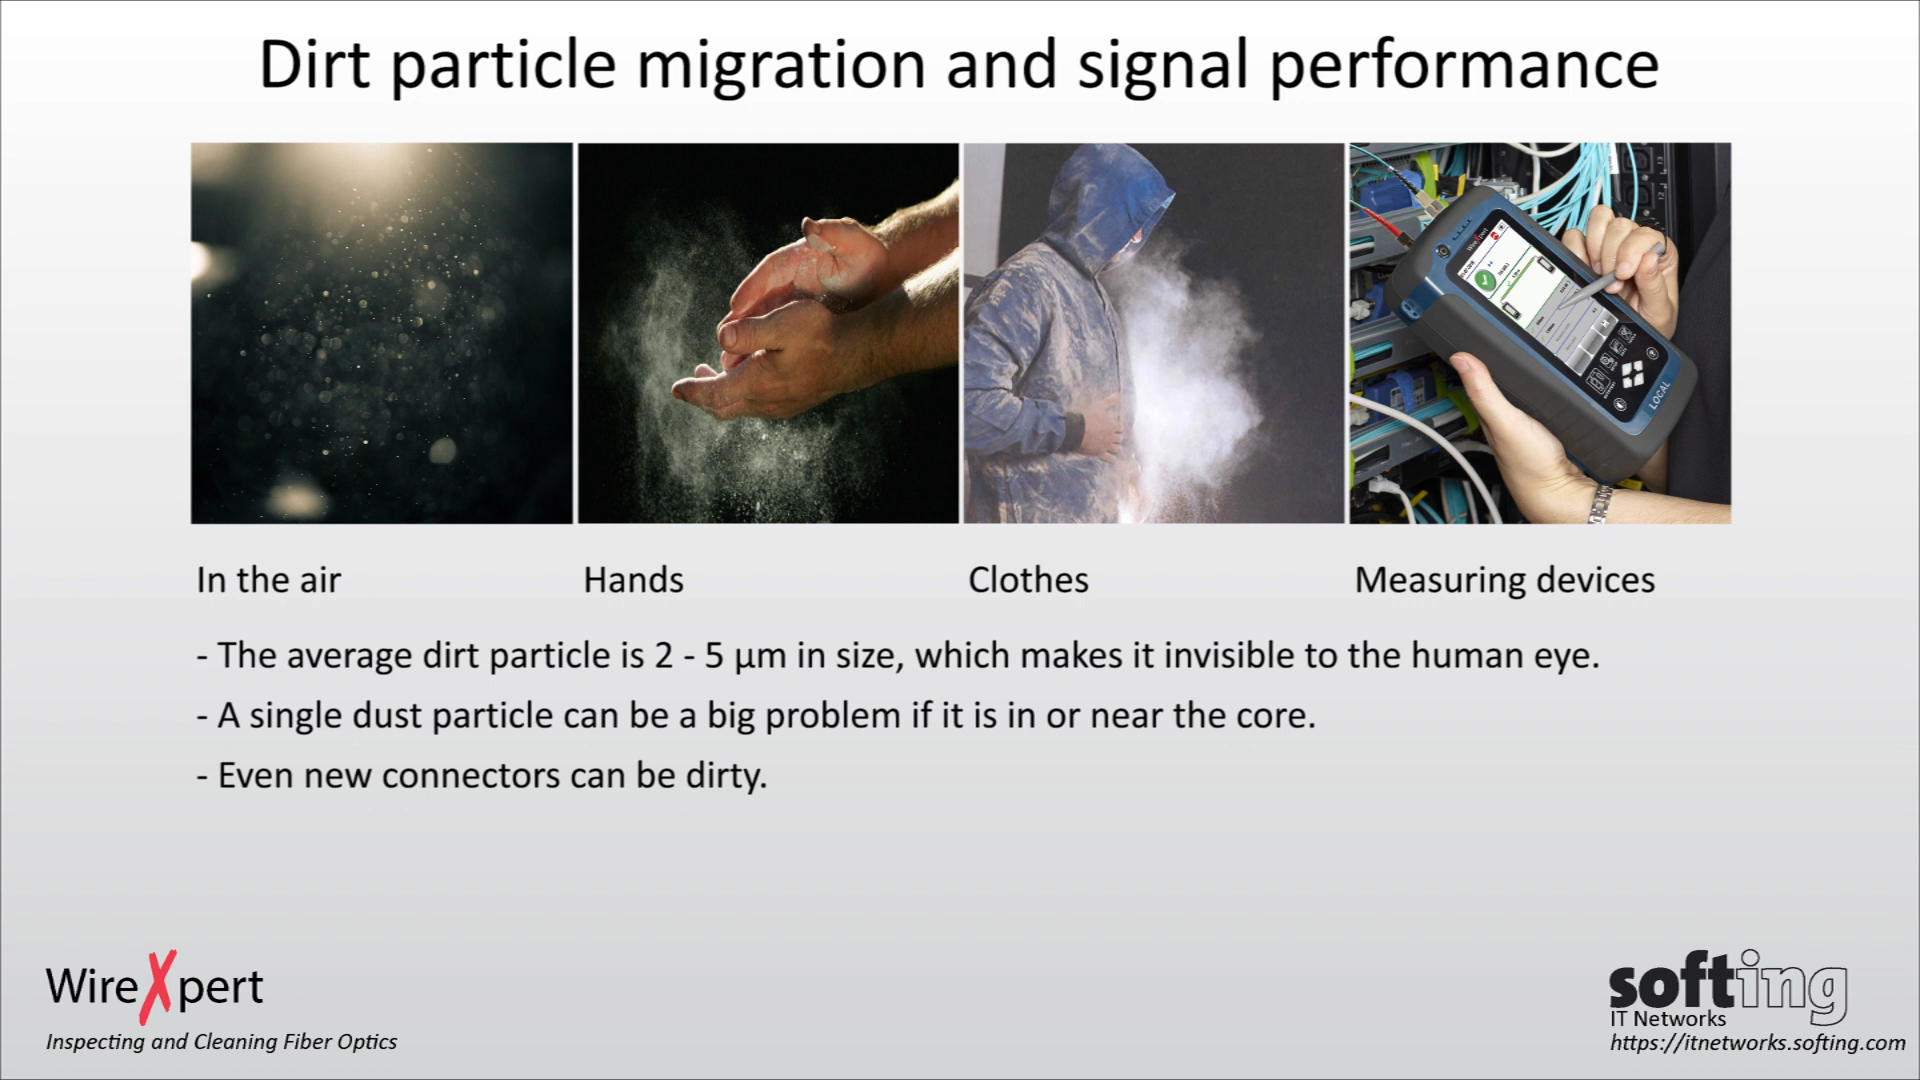 Dirt particle migration and signal performance
LOCAL
In the air
Hands
Clothes
Measuring devices
- The average dirt particle is 2 - 5 µm in size, which makes it invisible to the human eye.
- A single dust particle can be a big problem if it is in or near the core.
- Even new connectors can be dirty.
WireXpert
Inspecting and Cleaning Fiber Optics
softing
IT Networks
https://itnetworks.softing.com